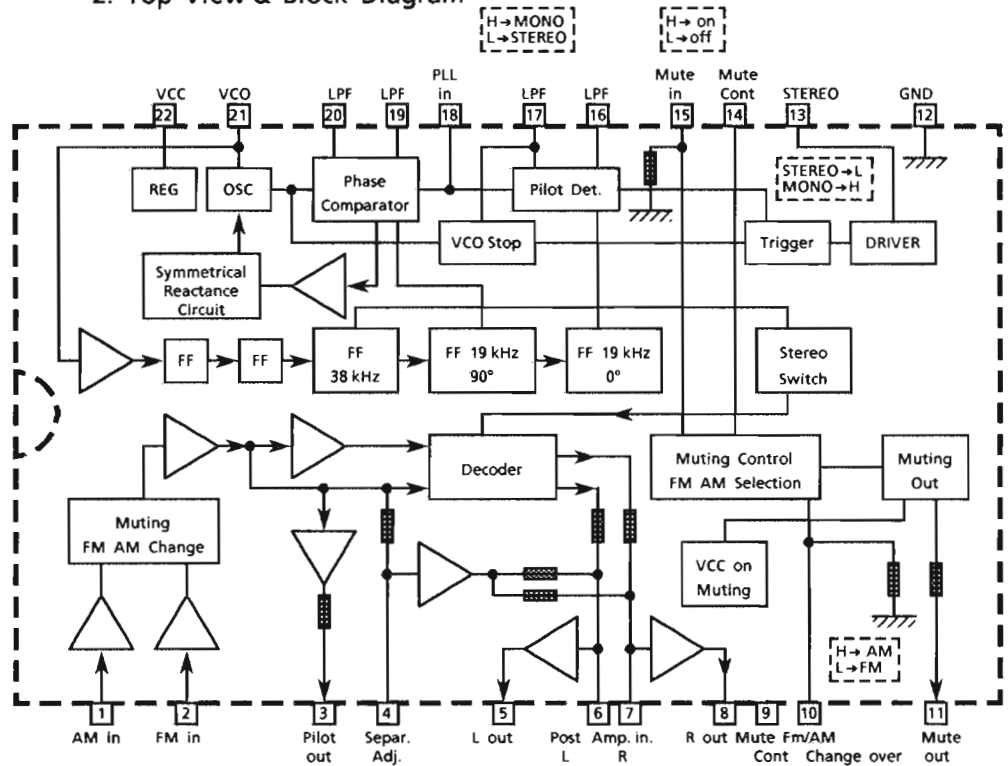 2. Top View & Block Diagram
H→MONO
L→STEREO
H→on
L→off
VCC
VCO
LPF
LPF
PLL
in
LPF
LPF
Mute
in
Mute
Cont
STEREO
GND
22
21
20
19
18
17
16
15
14
13
12
REG
OSC
Phase
Comparator
Pilot Det.
STEREO→L
MONO→H
VCO Stop
Trigger
DRIVER
Symmetrical
Reactance
Circuit
FF
FF
FF
38 kHz
FF 19 kHz
90°
FF 19 kHz
0°
Stereo
Switch
Decoder
Muting Control
FM AM Selection
Muting
Out
Muting
FM AM Change
VCC on
Muting
H→AM
L→FM
1
2
3
4
5
6
7
8
9
10
11
AM in
FM in
Pilot
out
Separ.
Adj.
L out
Post Amp. in.
L R
R out
Mute
Cont
Fm/AM
Change over
Mute
out